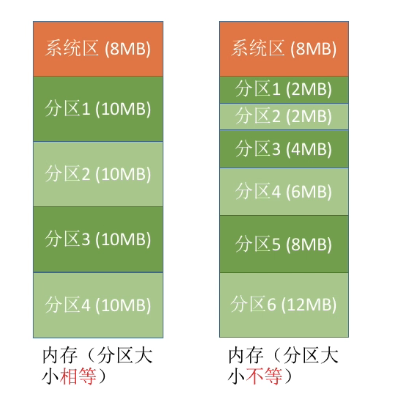 系统区 (8MB)
分区1 (10MB)
分区2 (10MB)
分区3 (10MB)
分区4 (10MB)
内存（分区大
小相等）
系统区 (8MB)
分区1 (2MB)
分区2 (2MB)
分区3 (4MB)
分区4 (6MB)
分区5 (8MB)
分区6 (12MB)
内存（分区大
小不等）